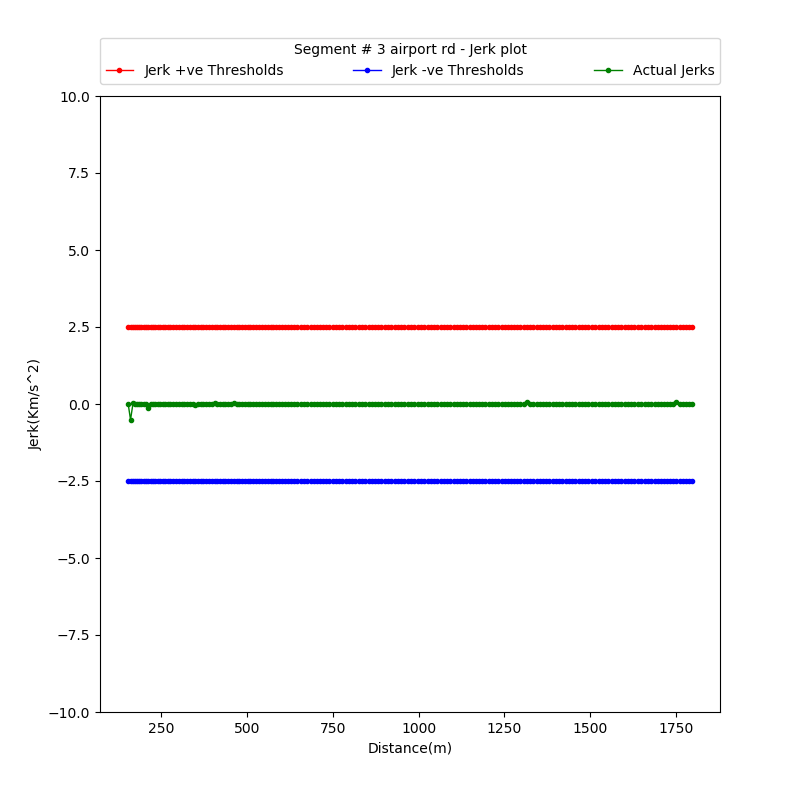 Segment # 3 airport rd - Jerk plot
Jerk +ve Thresholds Jerk -ve Thresholds Actual Jerks
10.0
7.5
5.0
2.5
0.0
−2.5
−5.0
−7.5
−10.0
Jerk(Km/s^2)
250 500 750 1000 1250 1500 1750
Distance(m)